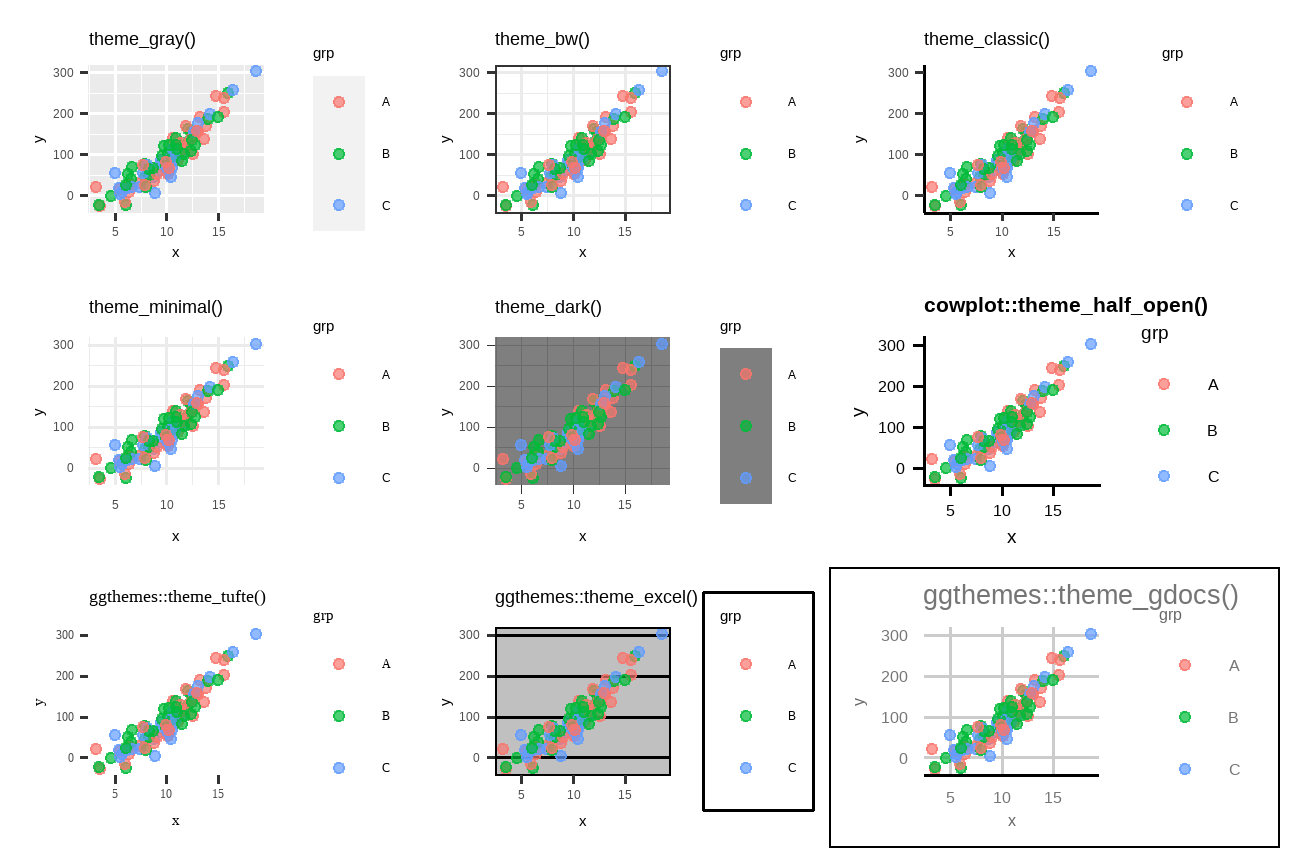 theme_gray()
grp
300
200
100
0
y
5
10
15
x
A
B
C
theme_bw()
grp
300
200
100
0
y
5
10
15
x
A
B
C
theme_classic()
grp
300
200
100
0
y
5
10
15
x
A
B
C
theme_minimal()
grp
300
200
100
0
y
5
10
15
x
A
B
C
theme_dark()
grp
300
200
100
0
y
5
10
15
x
A
B
C
cowplot::theme_half_open()
grp
300
200
100
0
y
5
10
15
x
A
B
C
ggthemes::theme_tufte()
grp
300
200
100
0
y
5
10
15
x
A
B
C
ggthemes::theme_excel()
grp
300
200
100
0
y
5
10
15
x
A
B
C
ggthemes::theme_gdocs()
grp
300
200
100
0
y
5
10
15
x
A
B
C